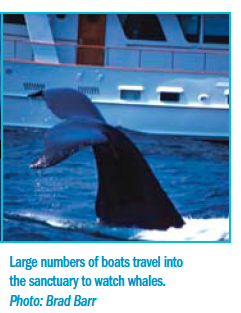 Large numbers of boats travel into
the sanctuary to watch whales.
Photo: Brad Barr